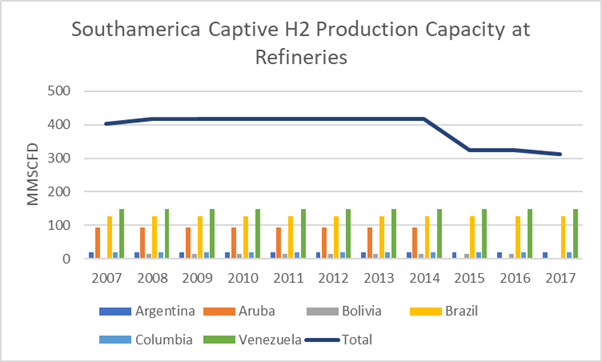 Southamerica Captive H2 Production Capacity at
Refineries
500
400
300
200
100
0
MMSCFD
2007 2008 2009 2010 2011 2012 2013 2014 2015 2016 2017
Argentina Aruba Bolivia Brazil
Columbia Venezuela Total